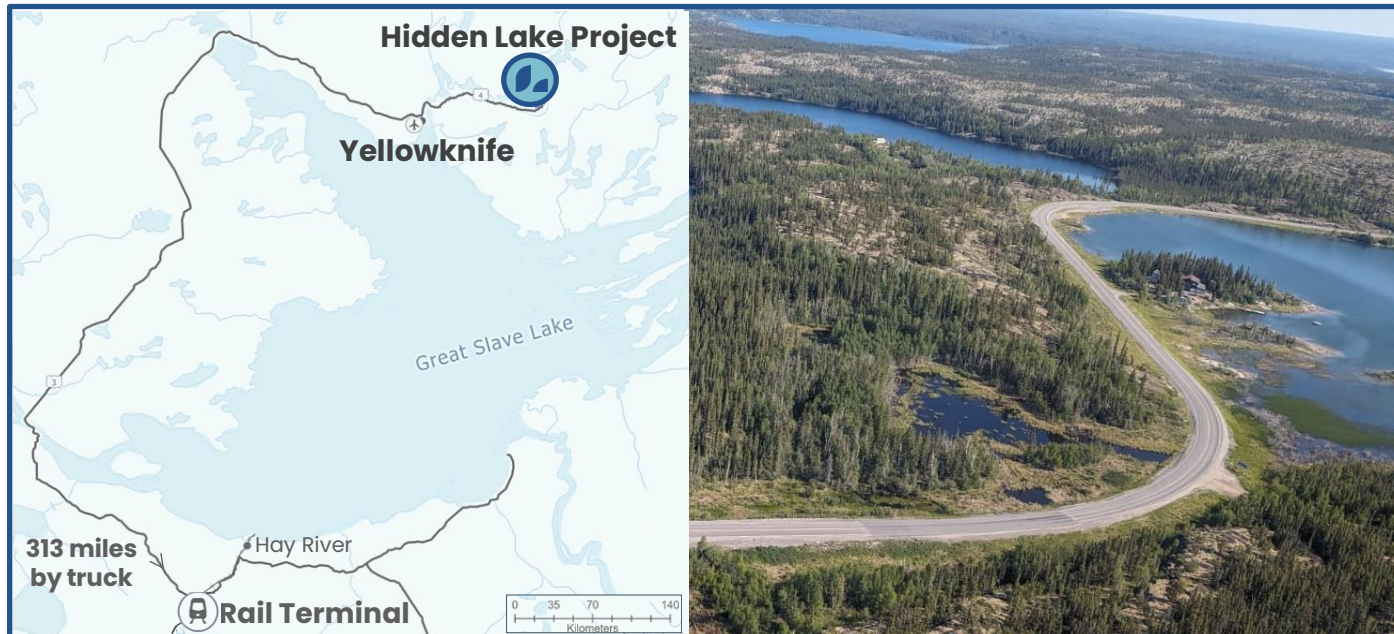 Hidden Lake Project
4
Yellowknife
Great Slave Lake
3
Hay River
313 miles
by truck
Rail Terminal
0 35 70 140
Kilometers